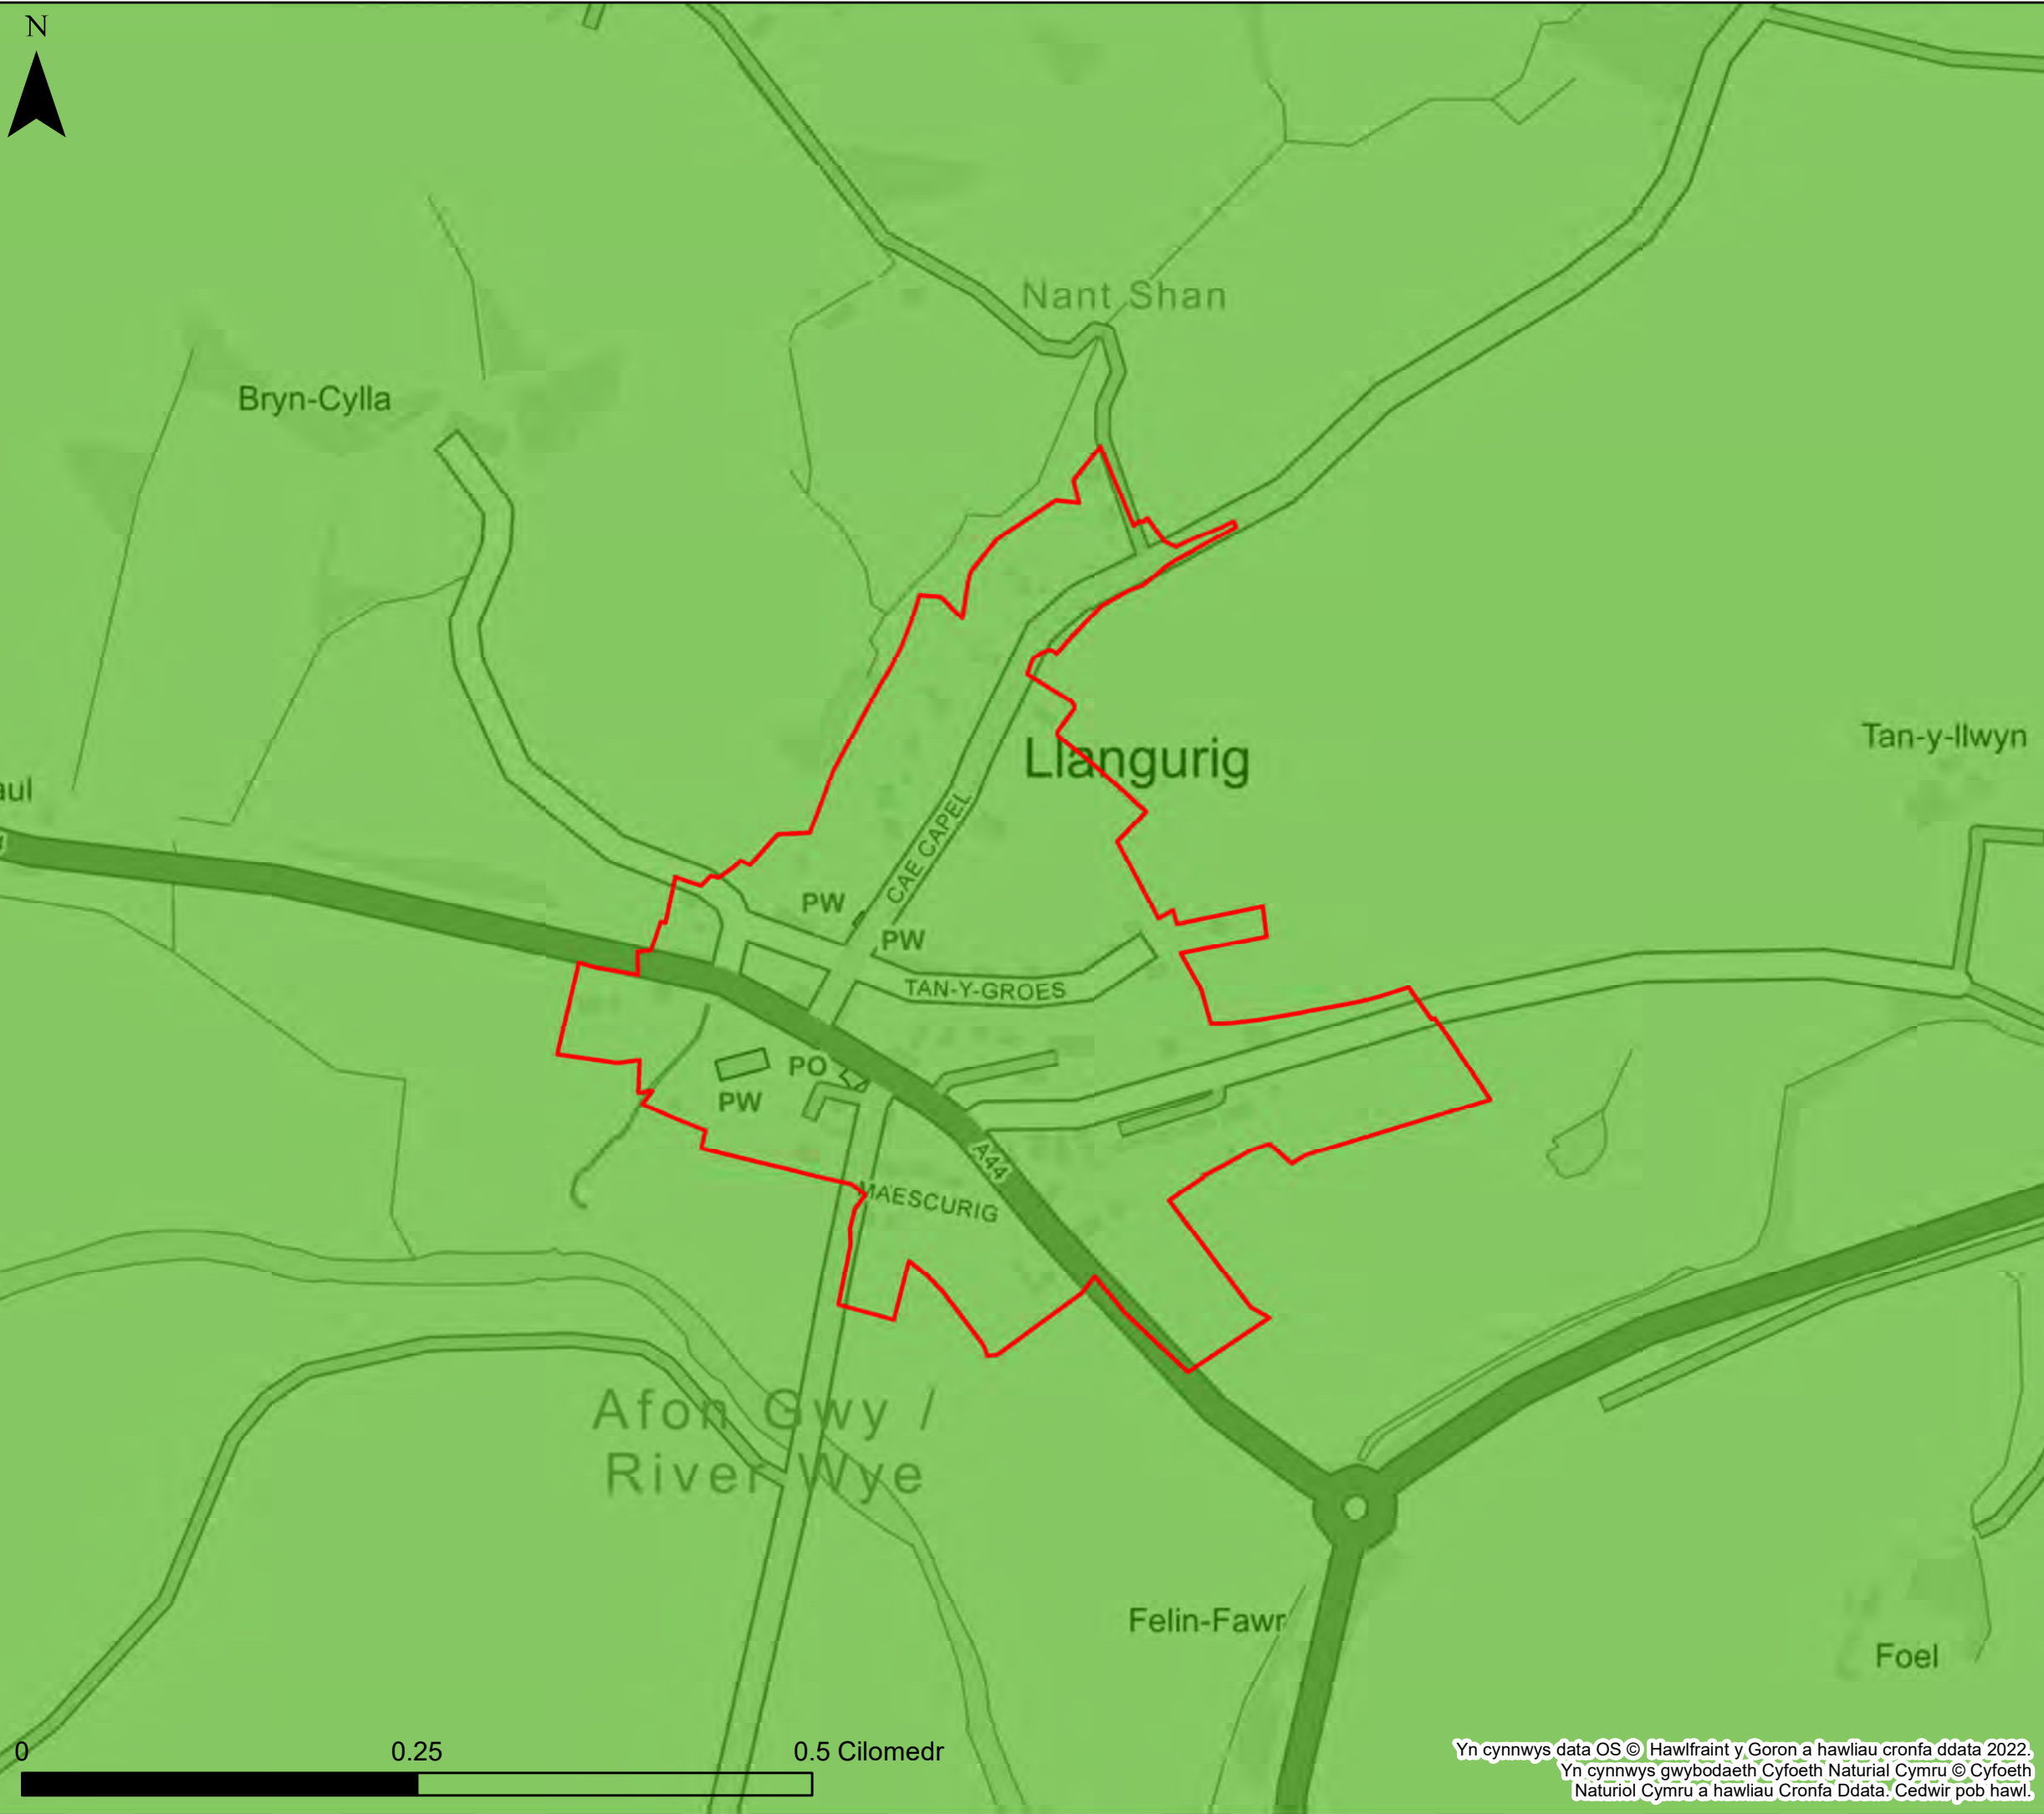 N
Nant Shan
Bryn-Cylla
Llangurig
Tan-y-llwyn
aul
CAE CAPEL
PW
PW
TAN-Y-GROES
PO
PW
A44
MAESCURIG
Afon Gwy /
River Wye
Felin-Fawr
Foel
0 0.25 0.5 Cilomedr
Yn cynnwys data OS © Hawlfraint y Goron a hawliau cronfa ddata 2022.
Yn cynnwys gwybodaeth Cyfoeth Naturial Cymru © Cyfoeth
Naturiol Cymru a hawliau Cronfa Ddata. Cedwir pob hawl.